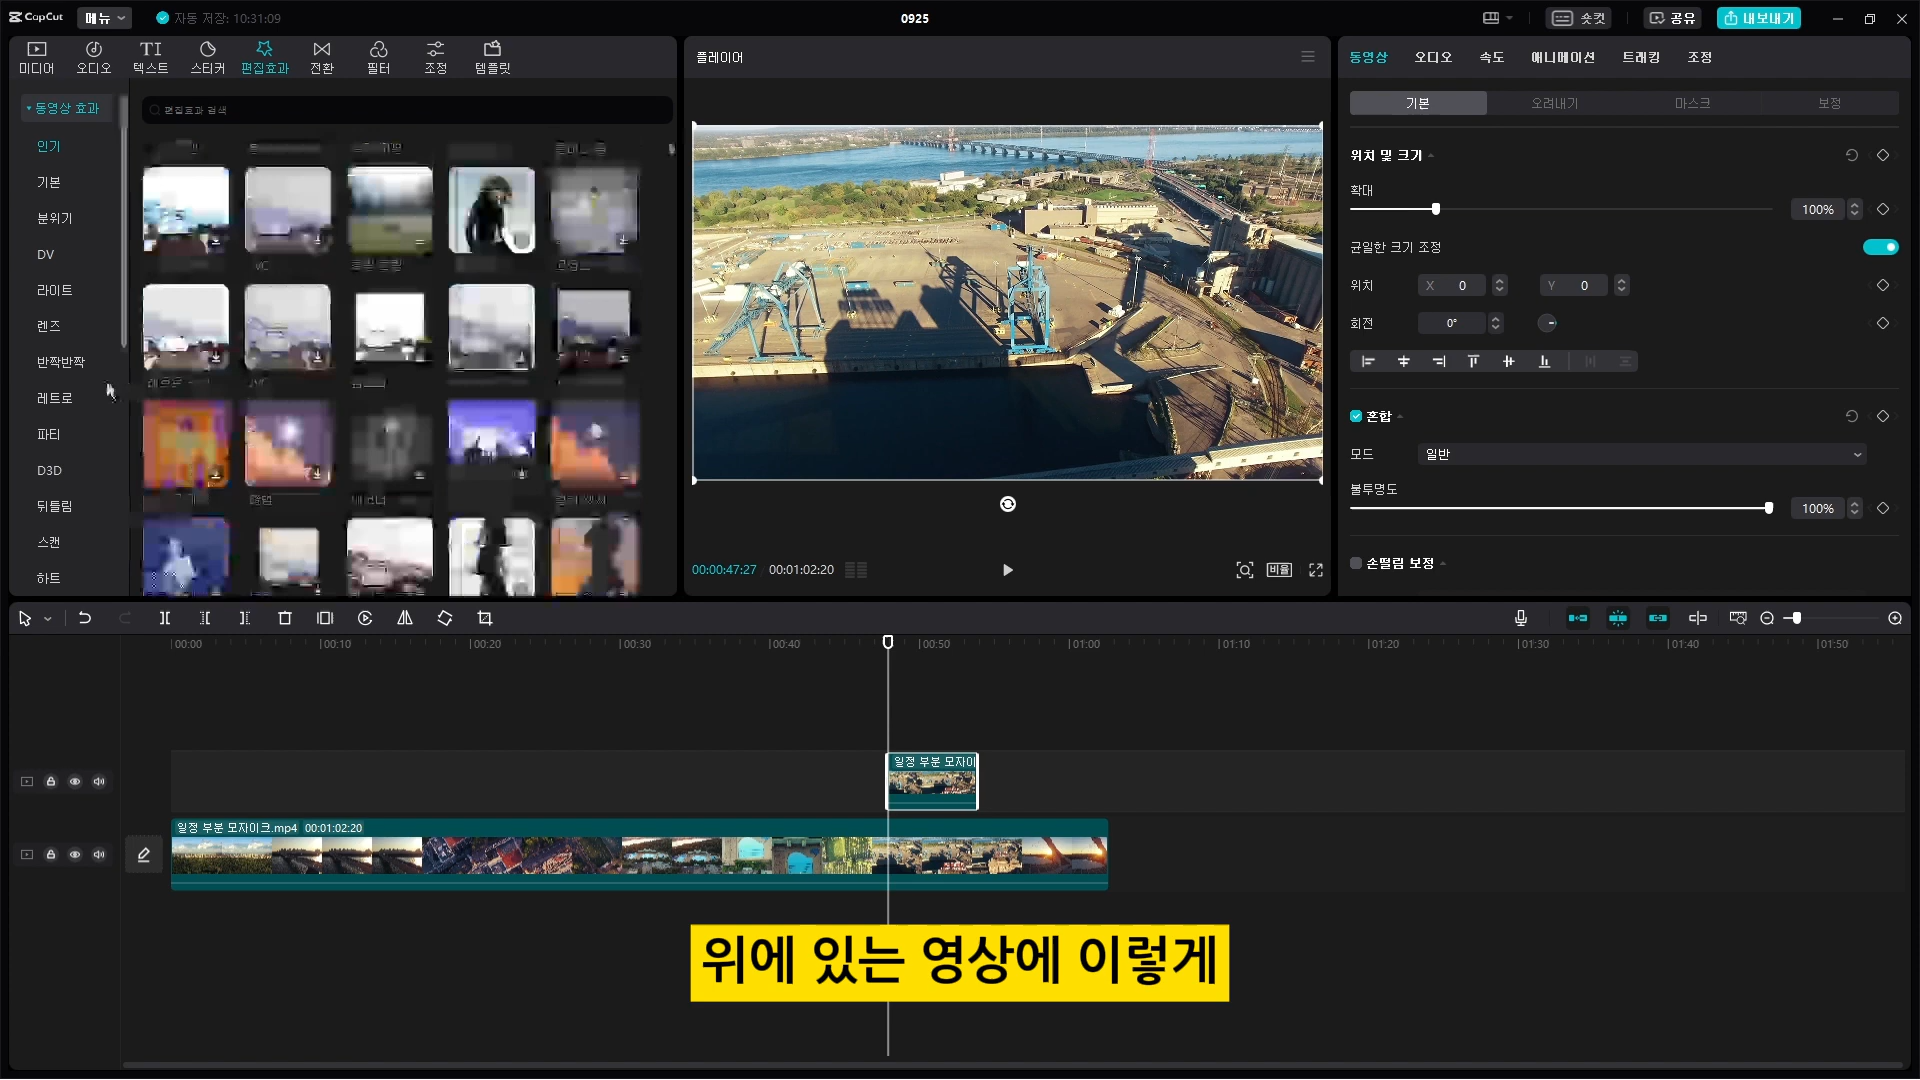 CapCut
메뉴
자동 저장: 10:31:09
0925
숏컷
공유
내보내기
미디어
오디오
텍스트
스티커
편집효과
전환
필터
조정
템플릿
동영상 효과
인기
기본
분위기
DV
라이트
렌즈
반짝반짝
레트로
파티
D3D
뒤틀림
스캔
하트
편집효과 검색
플레이어
00:00:47:27
00:01:02:20
비율
동영상
오디오
속도
애니메이션
트래킹
조정
기본
오려내기
마스크
보정
위치 및 크기
확대
100%
균일한 크기 조정
위치
X 0
Y 0
회전
0°
혼합
모드
일반
불투명도
100%
손떨림 보정
00:00
00:10
00:20
00:30
00:40
00:50
01:00
01:10
01:20
01:30
01:40
01:50
일정 부분 모자이
일정 부분 모자이크.mp4 00:01:02:20
위에 있는 영상에 이렇게